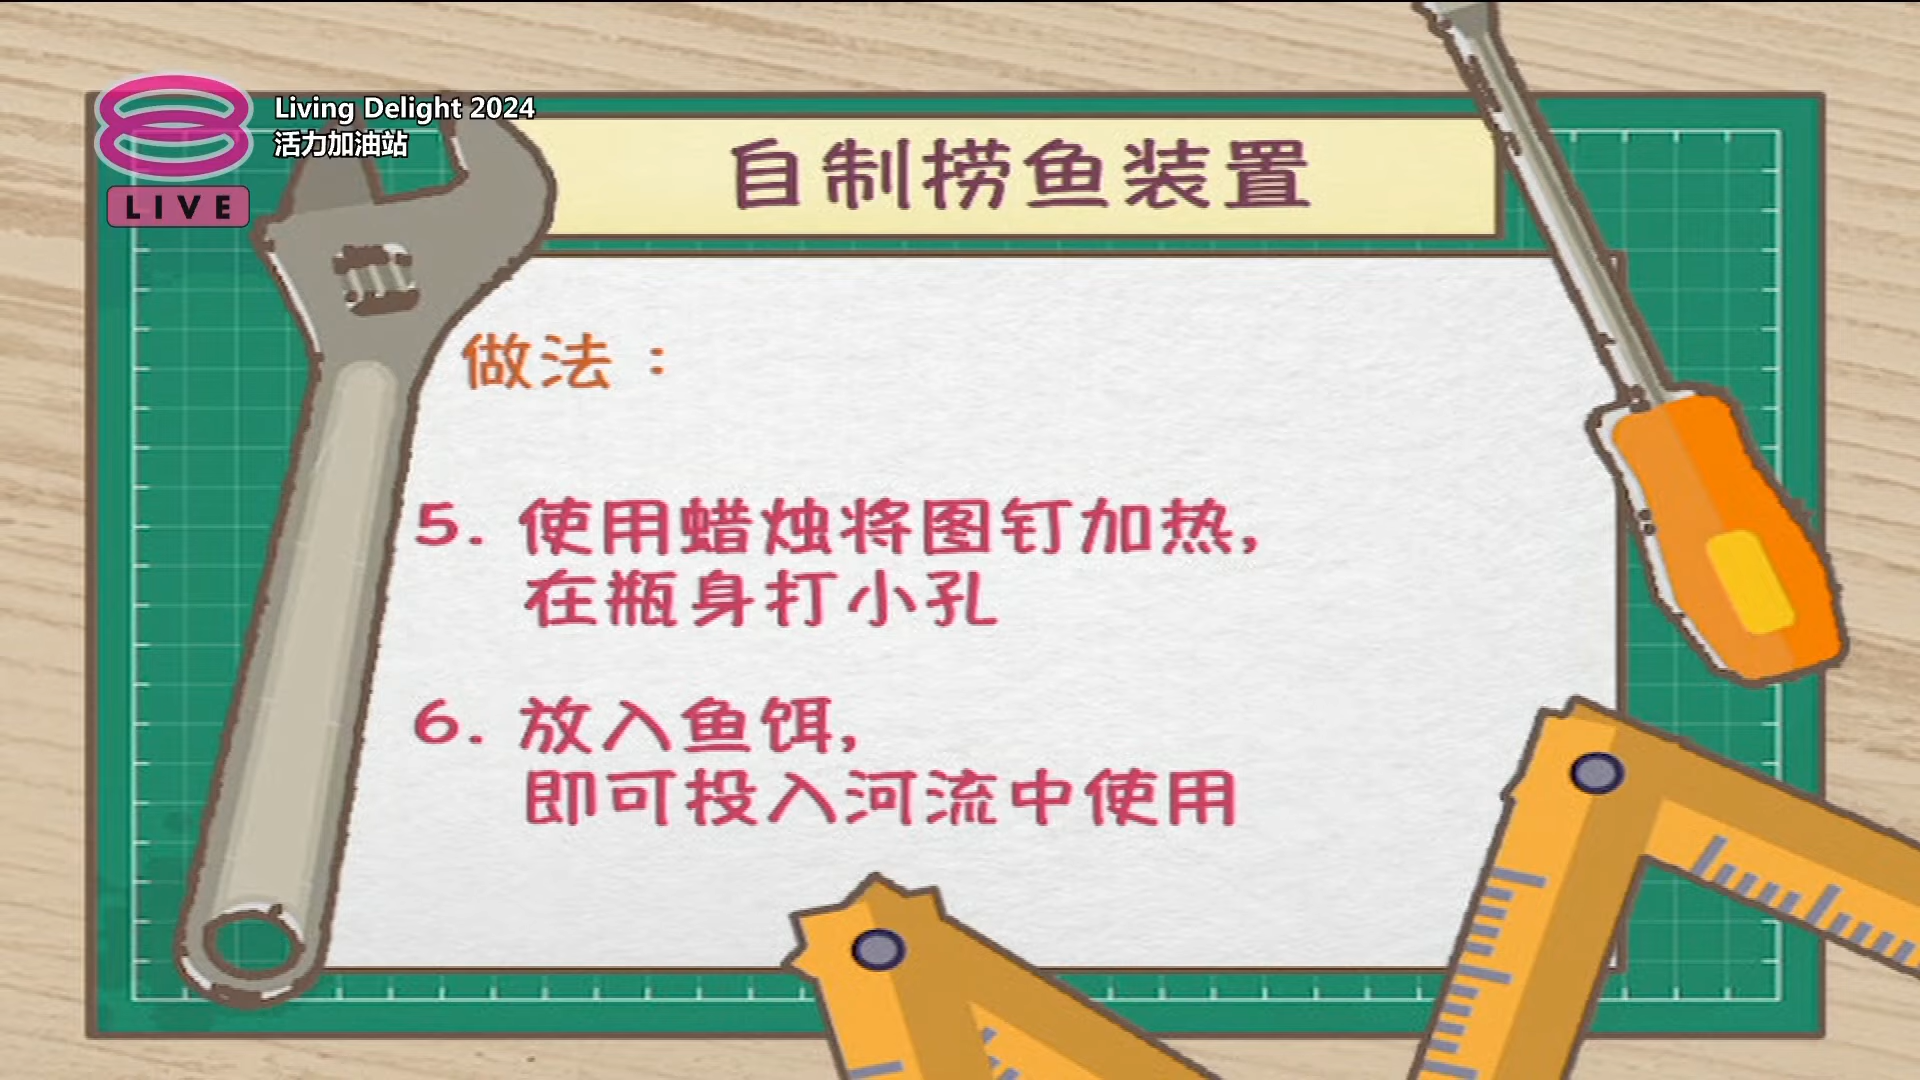 Living Delight 2024
活力加油站
LIVE
自制捞鱼装置
做法：
5. 使用蜡烛将图钉加热,
在瓶身打小孔
6. 放入鱼饵,
即可投入河流中使用